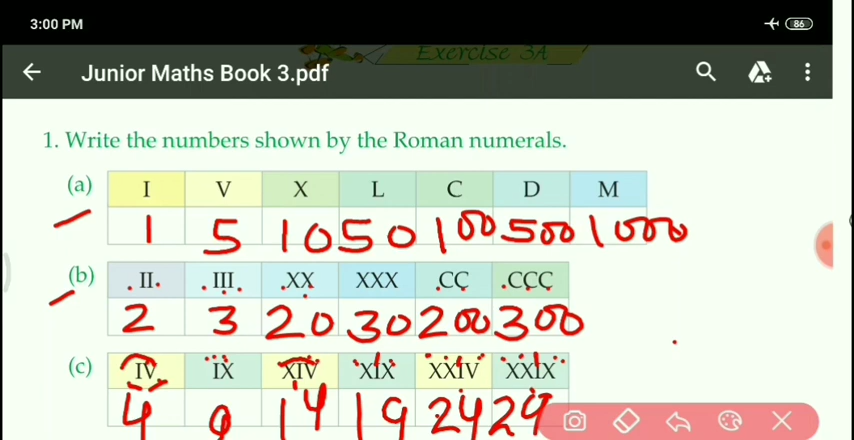 3:00 PM 86
Exercise 3A
Junior Maths Book 3.pdf
1. Write the numbers shown by the Roman numerals.
(a) I V X L C D M
1 5 10 50 100 500 1000
(b) II III XX XXX CC CCC
2 3 20 30 200 300
(c) IV IX XIV XIX XXIV XXIX
4 9 14 19 24 29